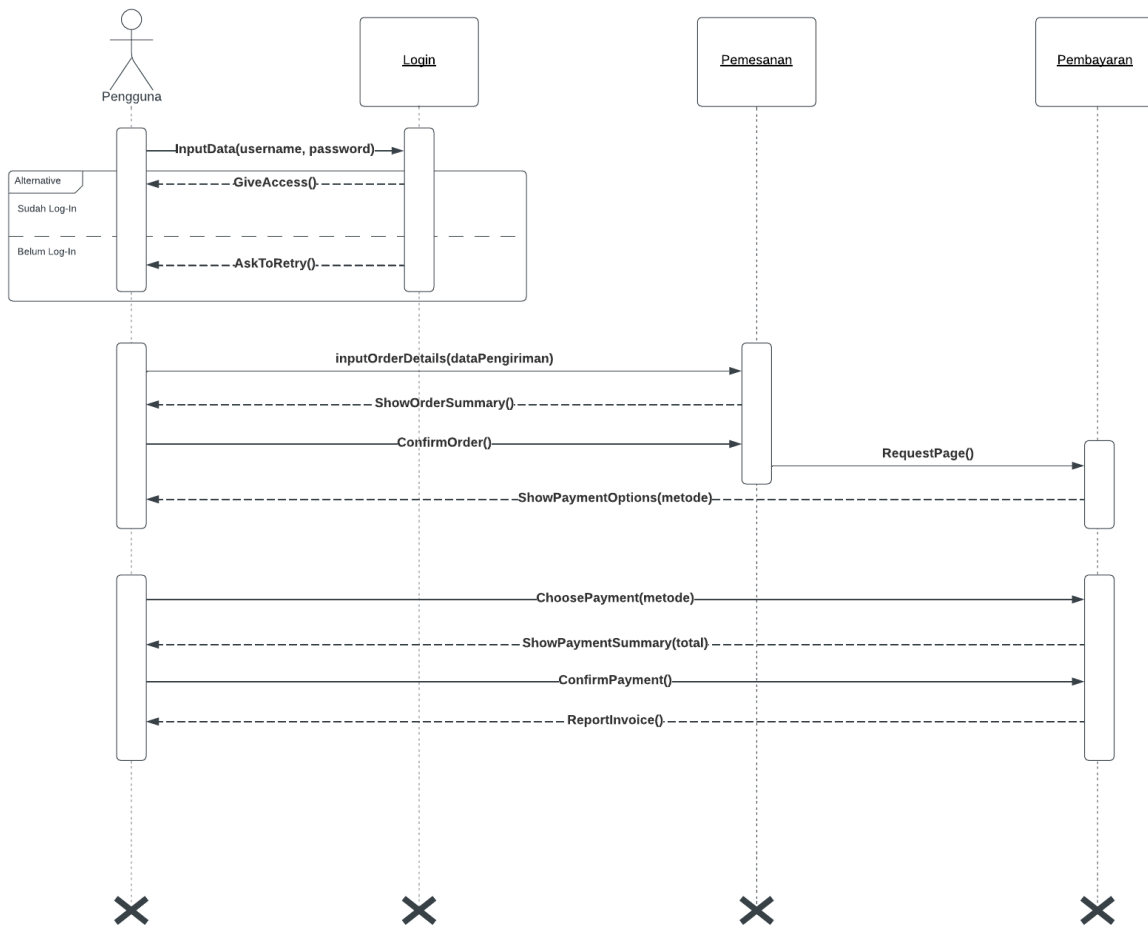 Pengguna
Login
Pemesanan
Pembayaran
InputData(username, password)
Alternative
GiveAccess()
Sudah Log-In
Belum Log-In
AskToRetry()
inputOrderDetails(dataPengiriman)
ShowOrderSummary()
ConfirmOrder()
RequestPage()
ShowPaymentOptions(metode)
ChoosePayment(metode)
ShowPaymentSummary(total)
ConfirmPayment()
ReportInvoice()